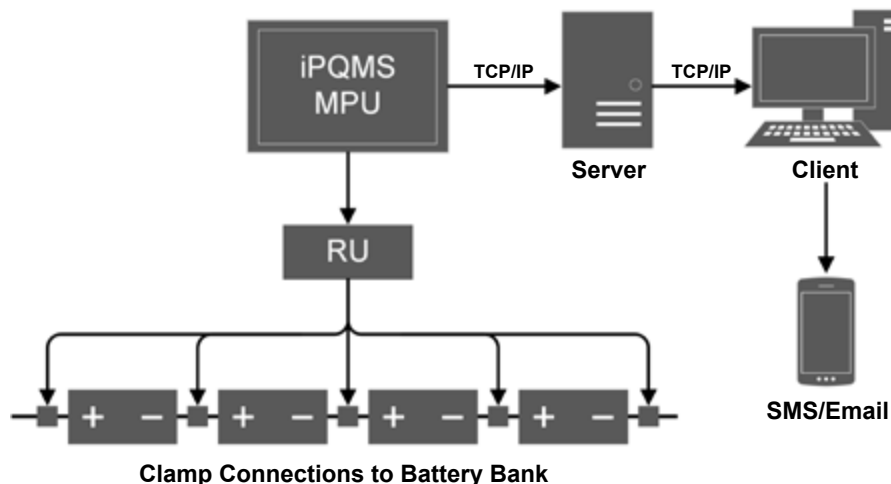 iPQMS
MPU
TCP/IP
TCP/IP
Server
Client
RU
SMS/Email
+ − + − + − + −
Clamp Connections to Battery Bank